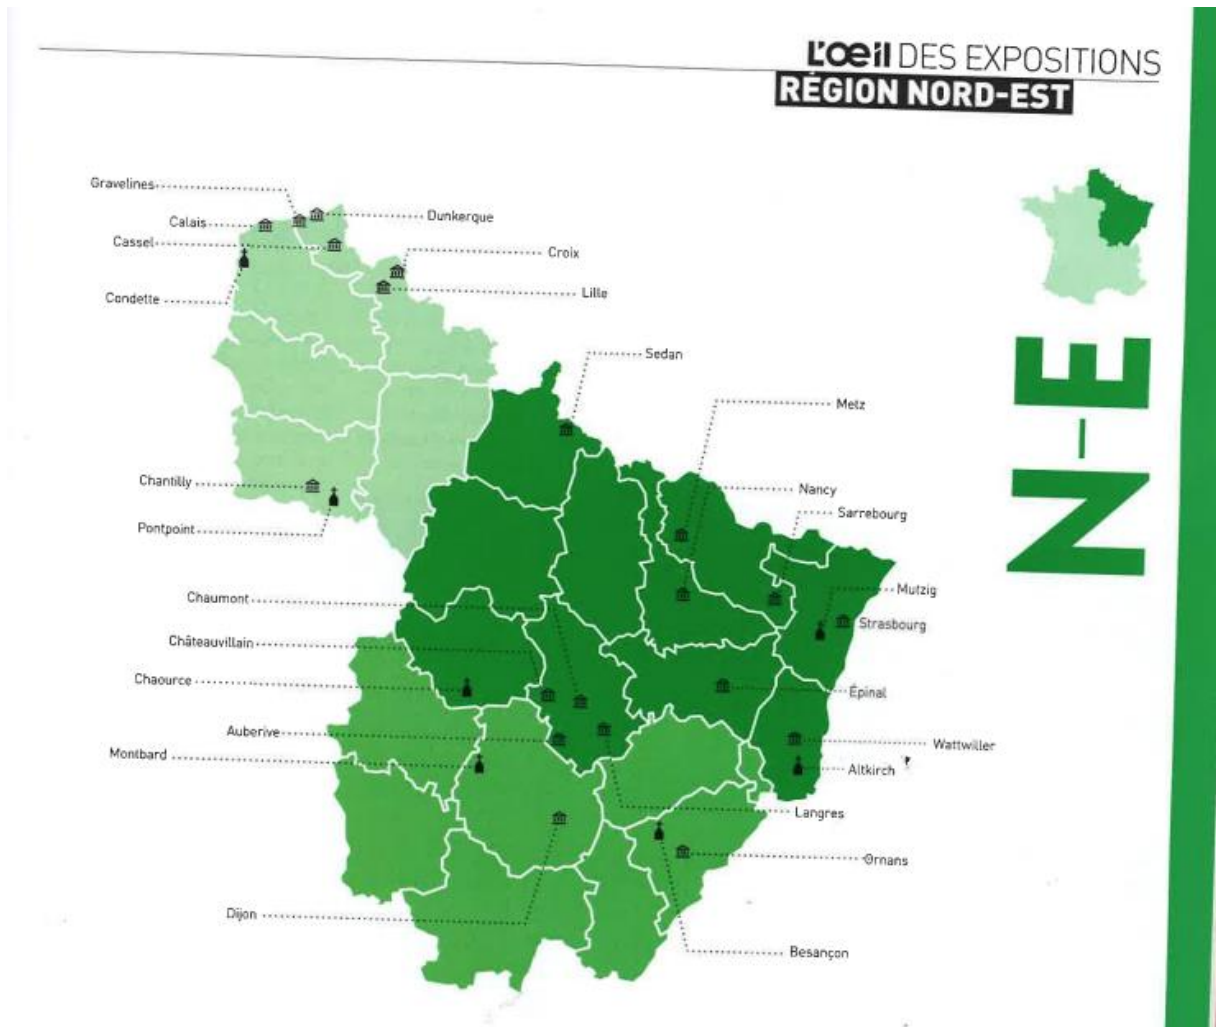 L'œil DES EXPOSITIONS
RÉGION NORD-EST
Gravelines
Calais
Dunkerque
Cassel
Croix
Condette
Lille
Sedan
Metz
Chantilly
Nancy
Pontpoint
Sarrebourg
Mutzig
Chaumont
Strasbourg
Châteauvillain
Chaource
Épinal
Auberive
Wattwiller
Montbard
Altkirch
Langres
Ornans
Dijon
Besançon
N-E